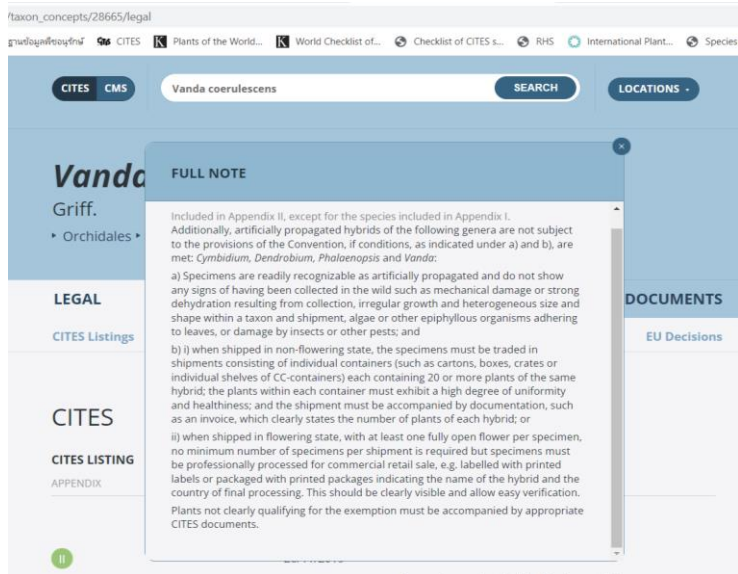 /taxon_concepts/28665/legal
ฐานข้อมูลพืชอนุรักษ์ CITES Plants of the World... World Checklist of... Checklist of CITES s... RHS International Plant... Species
CITES CMS Vanda coerulescens SEARCH LOCATIONS
Vanda
FULL NOTE
Griff.
Orchidales
Included in Appendix II, except for the species included in Appendix I.
Additionally, artificially propagated hybrids of the following genera are not subject
to the provisions of the Convention, if conditions, as indicated under a) and b), are
met: Cymbidium, Dendrobium, Phalaenopsis and Vanda:
a) Specimens are readily recognizable as artificially propagated and do not show
any signs of having been collected in the wild such as mechanical damage or strong
dehydration resulting from collection, irregular growth and heterogeneous size and
shape within a taxon and shipment, algae or other epiphyllous organisms adhering
to leaves, or damage by insects or other pests; and
b) i) when shipped in non-flowering state, the specimens must be traded in
shipments consisting of individual containers (such as cartons, boxes, crates or
individual shelves of CC-containers) each containing 20 or more plants of the same
hybrid; the plants within each container must exhibit a high degree of uniformity
and healthiness; and the shipment must be accompanied by documentation, such
as an invoice, which clearly states the number of plants of each hybrid; or
ii) when shipped in flowering state, with at least one fully open flower per specimen,
no minimum number of specimens per shipment is required but specimens must
be professionally processed for commercial retail sale, e.g. labelled with printed
labels or packaged with printed packages indicating the name of the hybrid and the
country of final processing. This should be clearly visible and allow easy verification.
Plants not clearly qualifying for the exemption must be accompanied by appropriate
CITES documents.
LEGAL
DOCUMENTS
CITES Listings
EU Decisions
CITES
CITES LISTING
APPENDIX
II